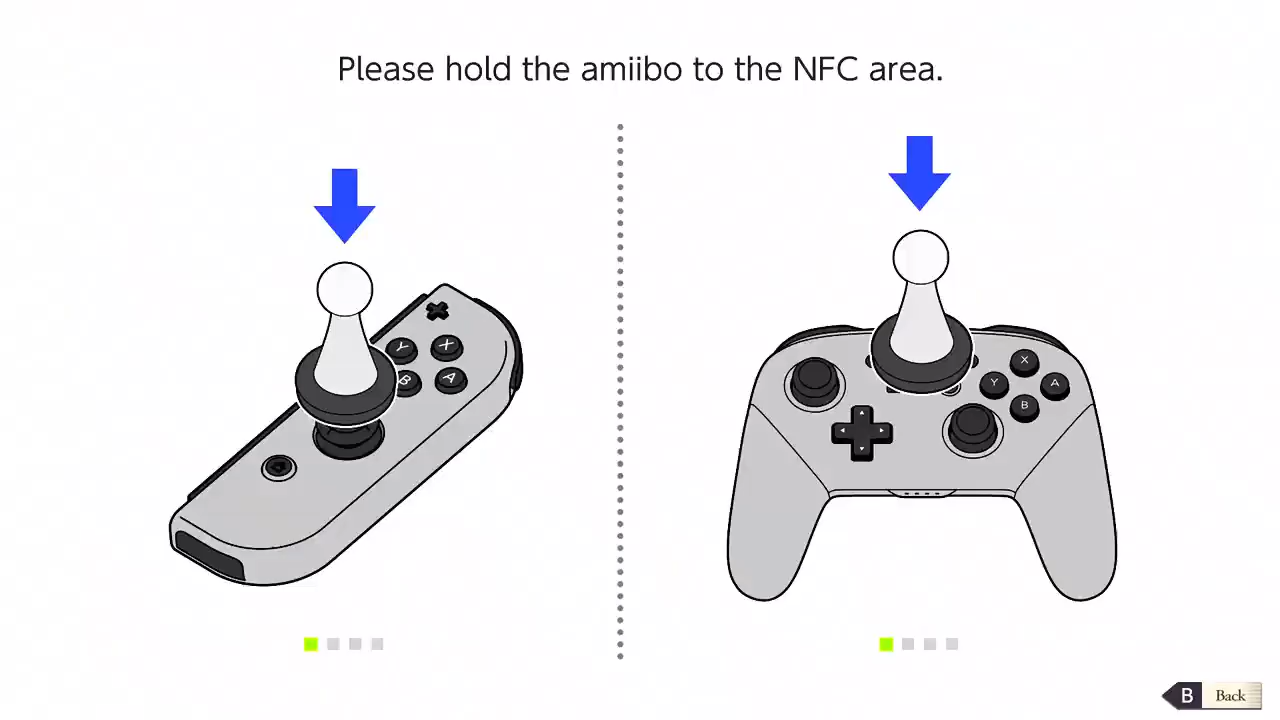 Please hold the amiibo to the NFC area.
Y X
B A
X
Y A
B
B Back